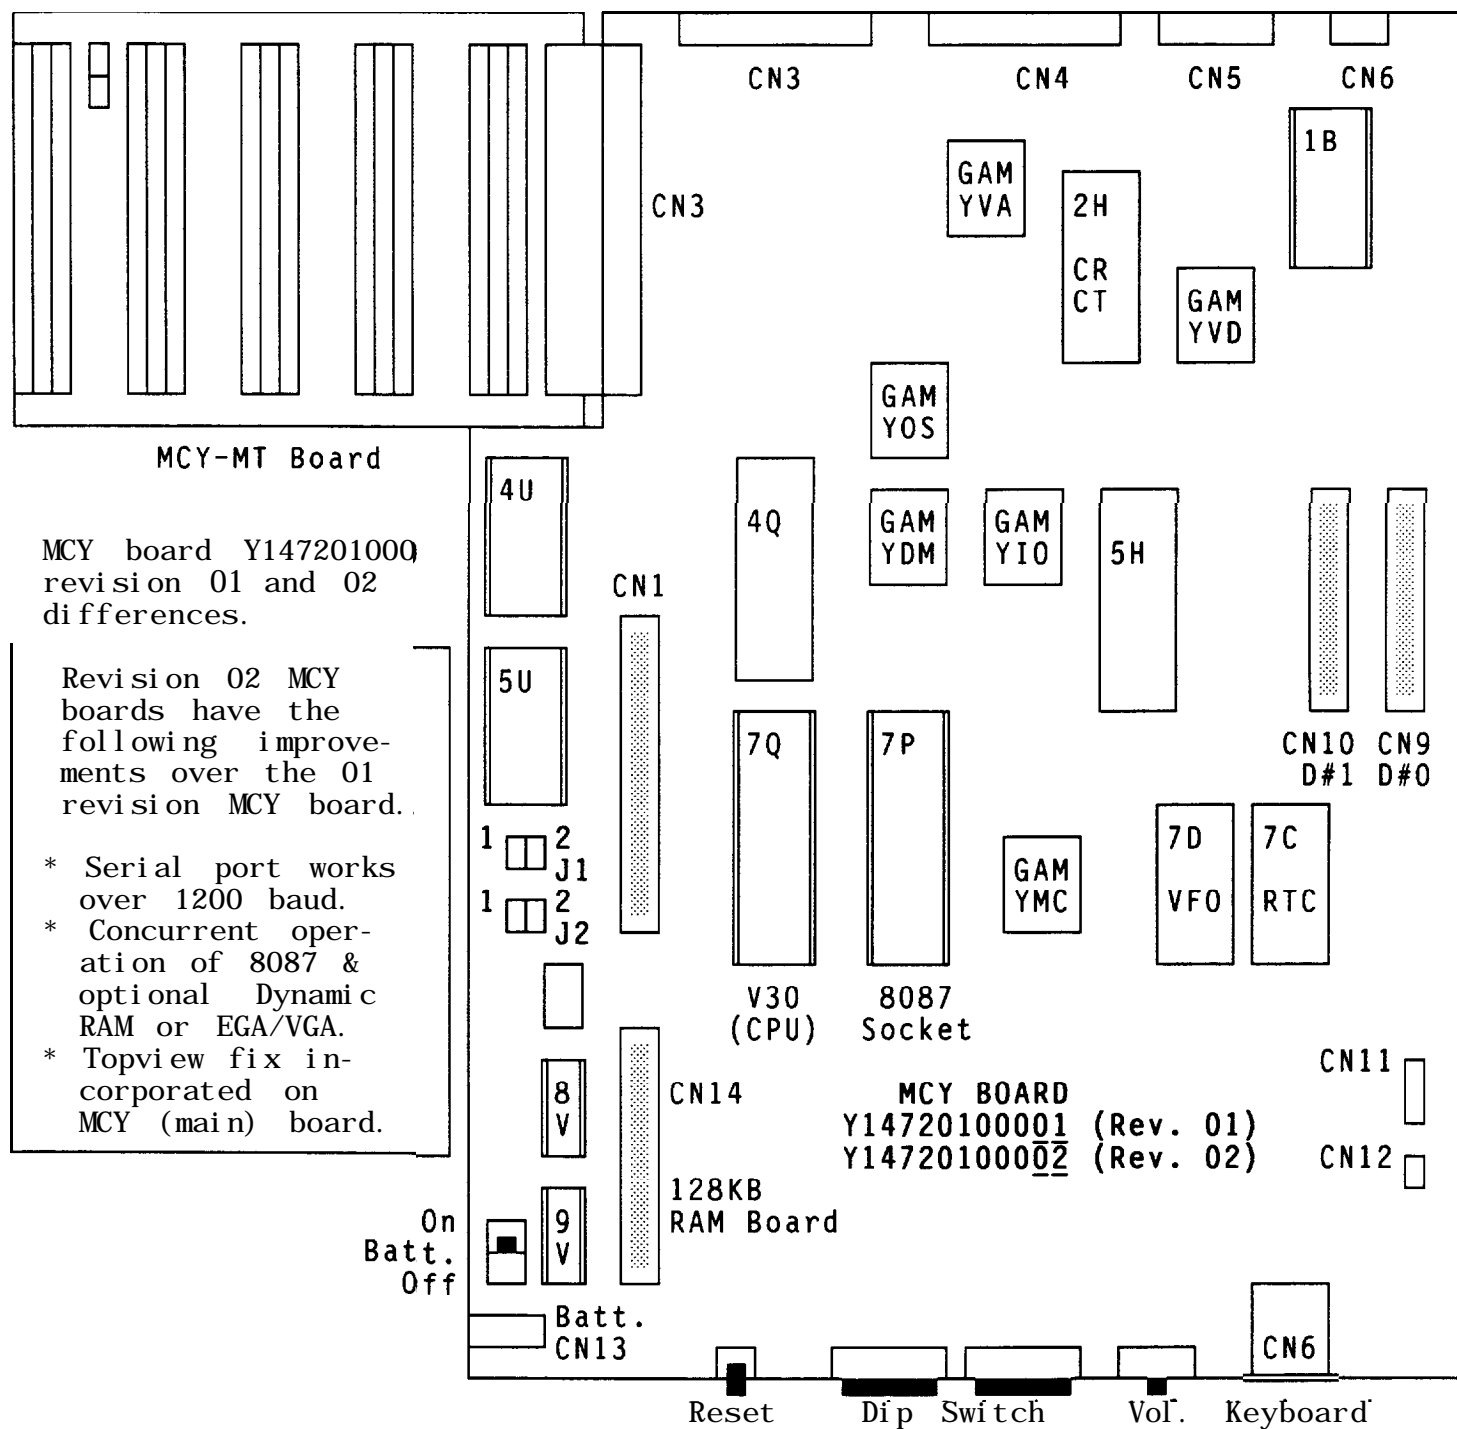 CN3
CN4
CN5
CN6
1B
GAM
YVA
2H
CR
CT
CN3
GAM
YVD
GAM
YOS
MCY-MT Board
4U
4Q
GAM
YDM
GAM
YIO
5H
MCY board Y147201000
revision 01 and 02
differences.
CN1
Revision 02 MCY
boards have the
following improve-
ments over the 01
revision MCY board.
* Serial port works
over 1200 baud.
* Concurrent oper-
ation of 8087 &
optional Dynamic
RAM or EGA/VGA.
* Topview fix in-
corporated on
MCY (main) board.
5U
7Q
7P
CN10 CN9
D#1 D#0
1 2
J1
1 2
J2
GAM
YMC
7D
VFO
7C
RTC
V30
(CPU)
8087
Socket
8
V
CN14
MCY BOARD
Y14720100001 (Rev. 01)
Y14720100002 (Rev. 02)
CN11
CN12
128KB
RAM Board
On
Batt.
Off
9
V
Batt.
CN13
CN6
Reset
Dip Switch
Vol.
Keyboard